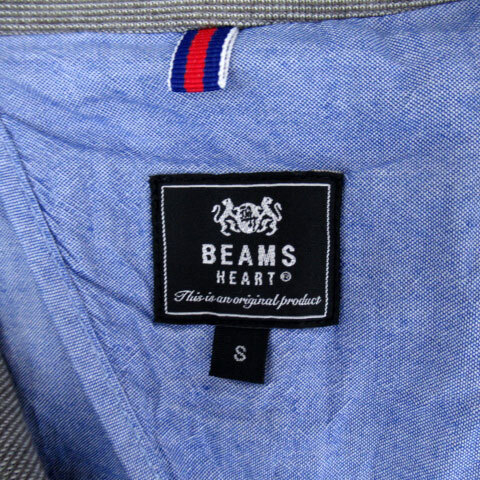 BEAMS
HEART®
This is an original product
S